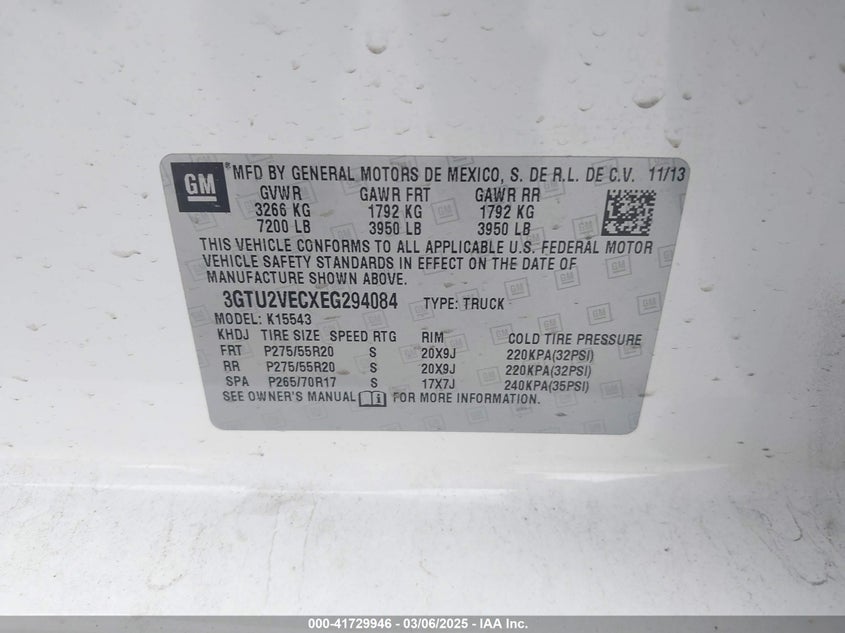 GM ® MFD BY GENERAL MOTORS DE MEXICO, S. DE R.L. DE C.V. 11/13
GVWR GAWR FRT GAWR RR
3266 KG 1792 KG 1792 KG
7200 LB 3950 LB 3950 LB
THIS VEHICLE CONFORMS TO ALL APPLICABLE U.S. FEDERAL MOTOR
VEHICLE SAFETY STANDARDS IN EFFECT ON THE DATE OF
MANUFACTURE SHOWN ABOVE.
3GTU2VECXEG294084 TYPE: TRUCK
MODEL: K15543
KHDJ TIRE SIZE SPEED RTG RIM COLD TIRE PRESSURE
FRT P275/55R20 S 20X9J 220KPA(32PSI)
RR P275/55R20 S 20X9J 220KPA(32PSI)
SPA P265/70R17 S 17X7J 240KPA(35PSI)
SEE OWNER'S MANUAL FOR MORE INFORMATION.
000-41729946 - 03/06/2025 - IAA Inc.